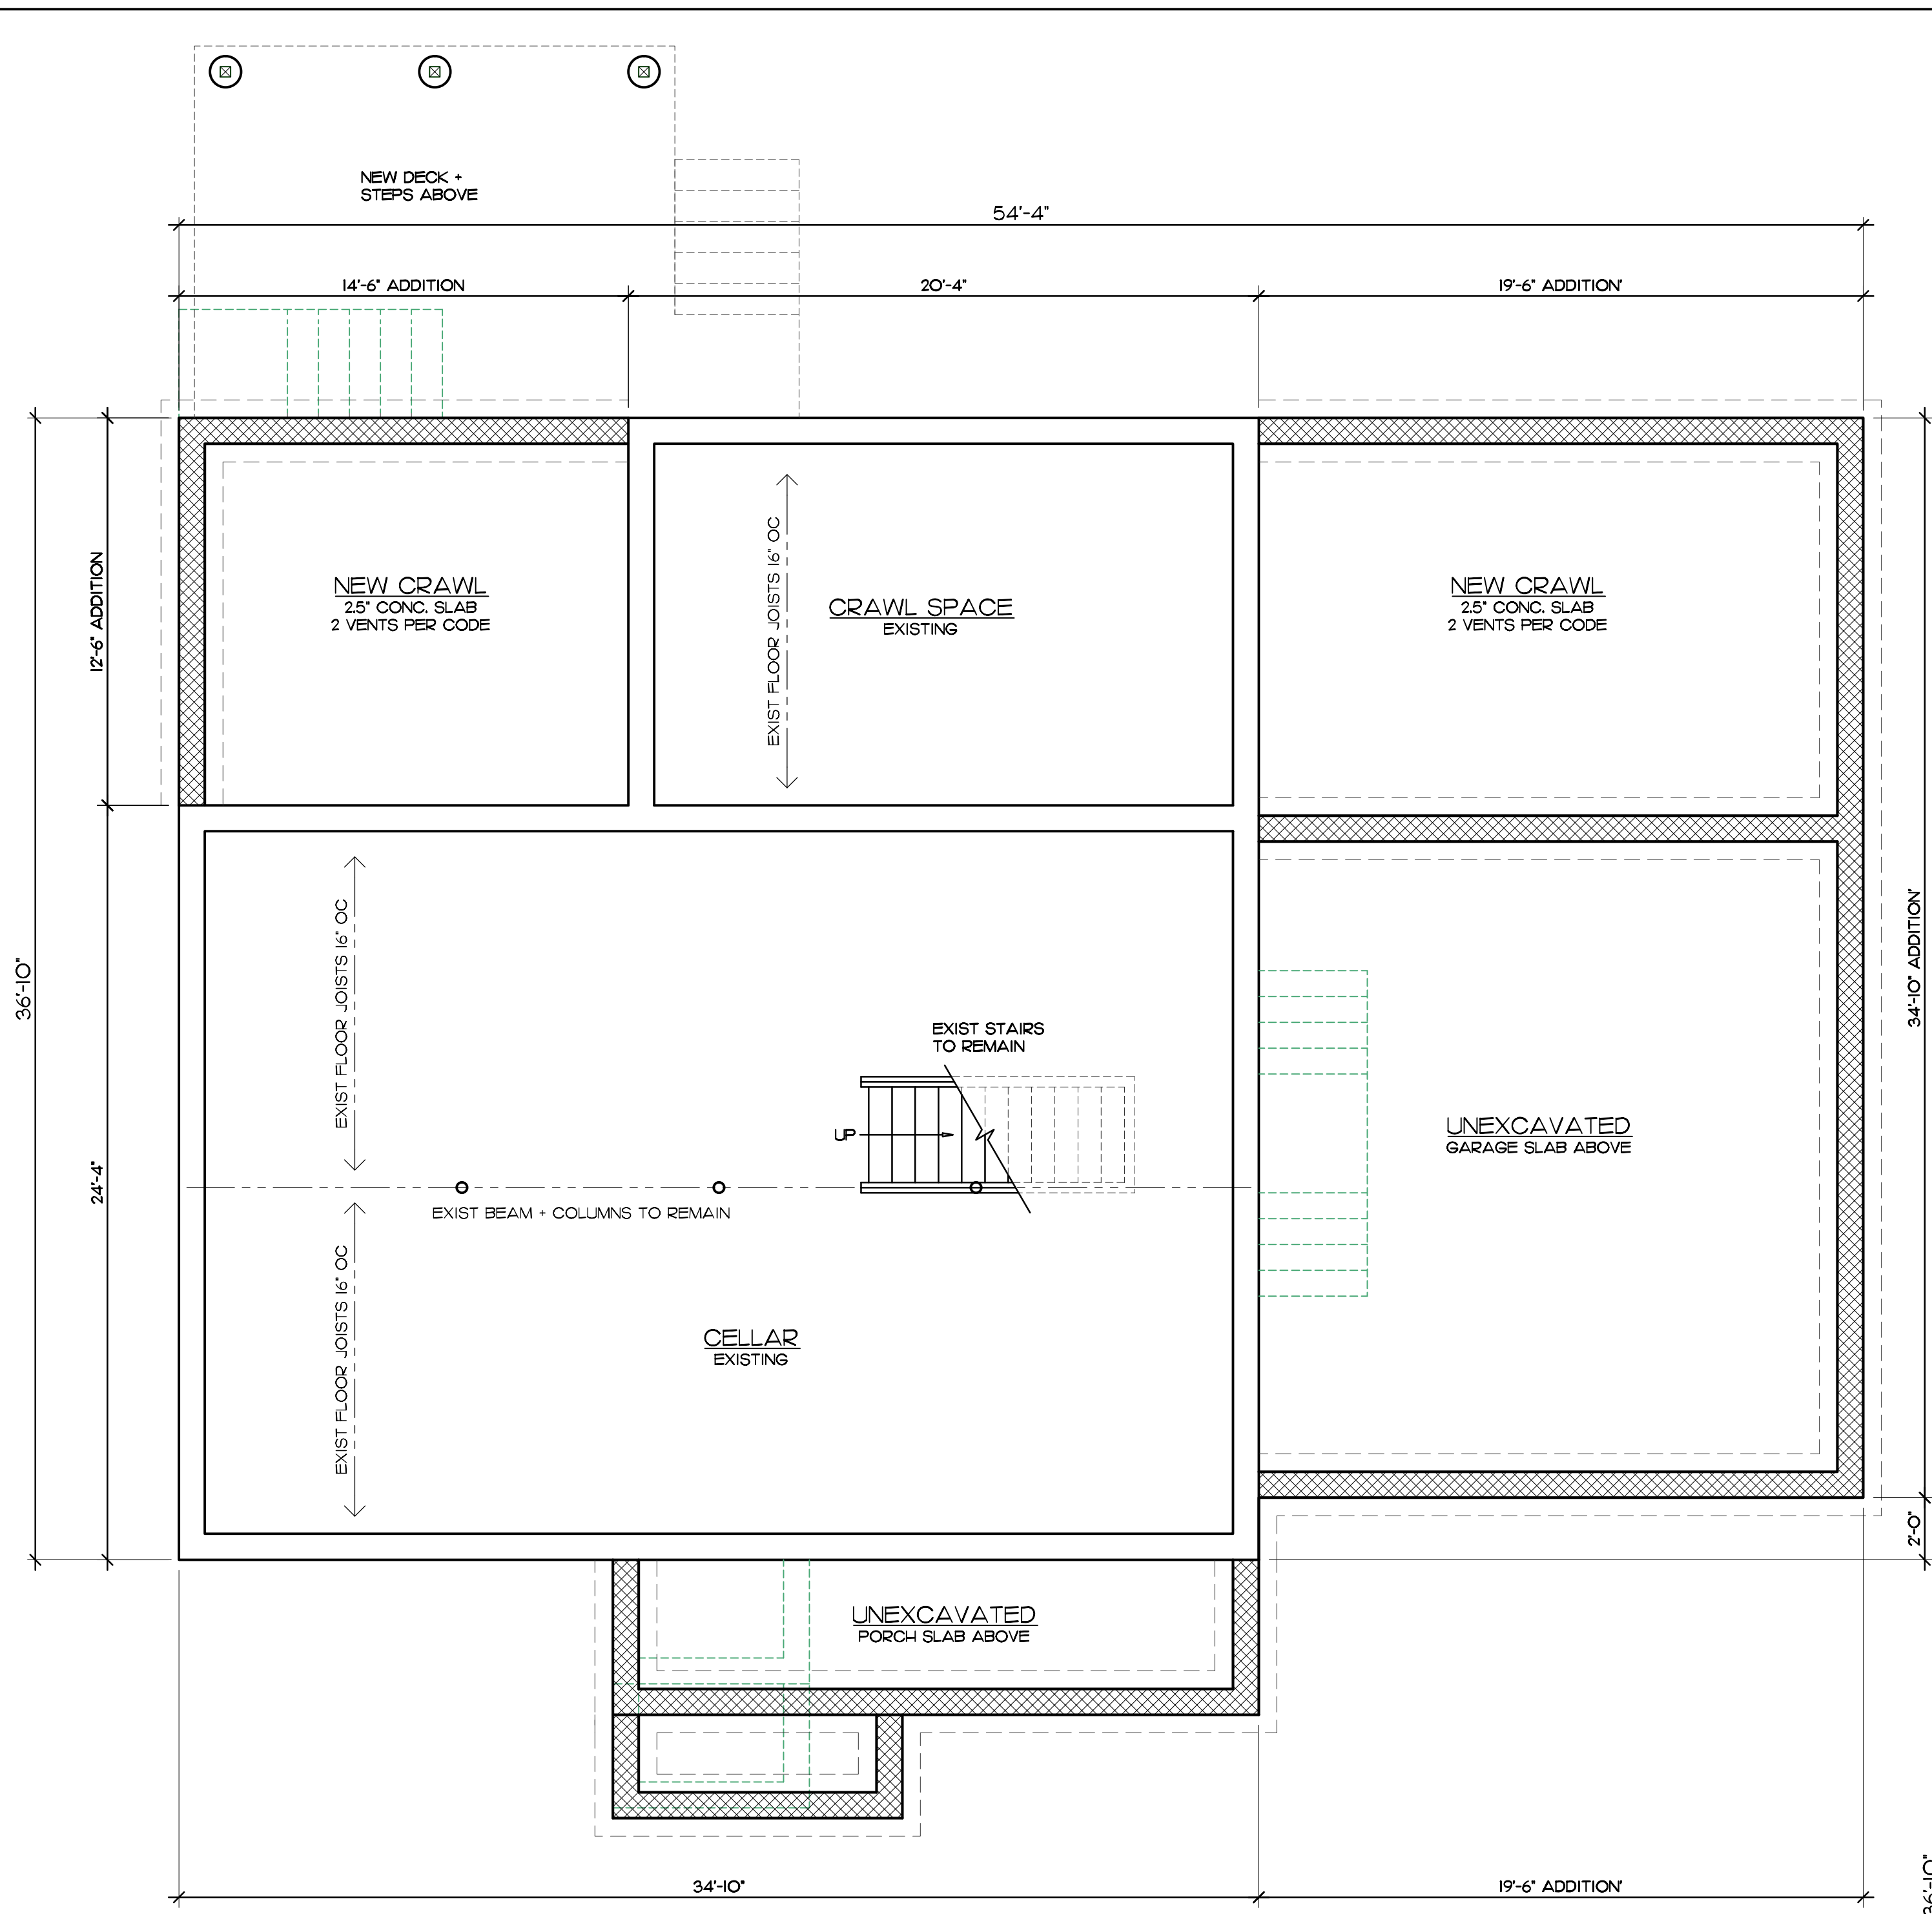 NEW DECK +
STEPS ABOVE
54'-4"
14'-6" ADDITION
20'-4"
19'-6" ADDITION'
12'-6" ADDITION
NEW CRAWL
2.5" CONC. SLAB
2 VENTS PER CODE
EXIST FLOOR JOISTS 16" OC
CRAWL SPACE
EXISTING
NEW CRAWL
2.5" CONC. SLAB
2 VENTS PER CODE
36'-10"
24'-4"
EXIST FLOOR JOISTS 16" OC
EXIST STAIRS
TO REMAIN
UP
EXIST BEAM + COLUMNS TO REMAIN
EXIST FLOOR JOISTS 16" OC
CELLAR
EXISTING
UNEXCAVATED
GARAGE SLAB ABOVE
34'-10" ADDITION'
2'-0"
UNEXCAVATED
PORCH SLAB ABOVE
34'-10"
19'-6" ADDITION'
36'-10"